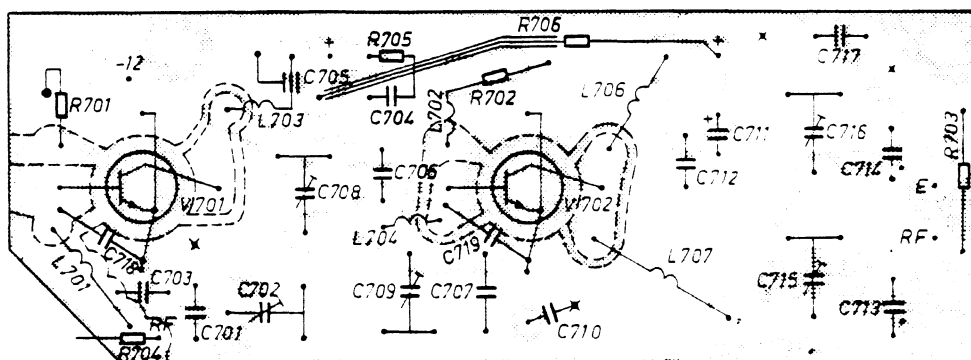 R706
+
+
R705
C717
-12
C705
R701
R702
L706
L703
C704
L702
+
C711
C716
R703
C706
C712
C714
C708
E
V1701
V1702
L704
C719
RF
C718
L707
L701
C703
C702
C709
C707
C715
C713
RF
C701
C710
R704